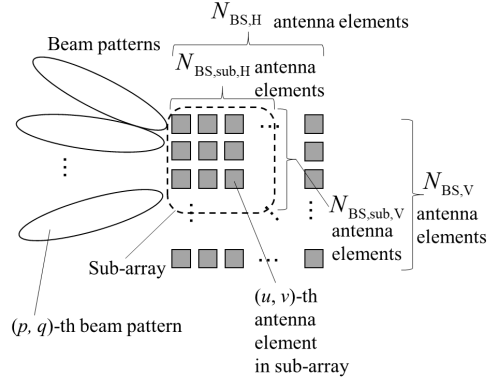 N_BS,H antenna elements
Beam patterns
N_BS,sub,H antenna
elements
N_BS,sub,V
antenna
elements
N_BS,V
antenna
elements
Sub-array
(p, q)-th beam pattern
(u, v)-th
antenna
element
in sub-array